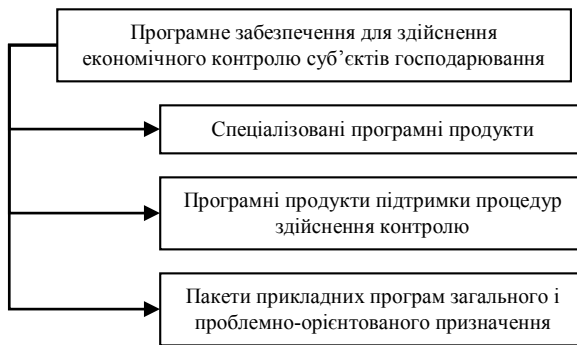 Програмне забезпечення для здійснення
економічного контролю суб’єктів господарювання
Спеціалізовані програмні продукти
Програмні продукти підтримки процедур
здійснення контролю
Пакети прикладних програм загального і
проблемно-орієнтованого призначення